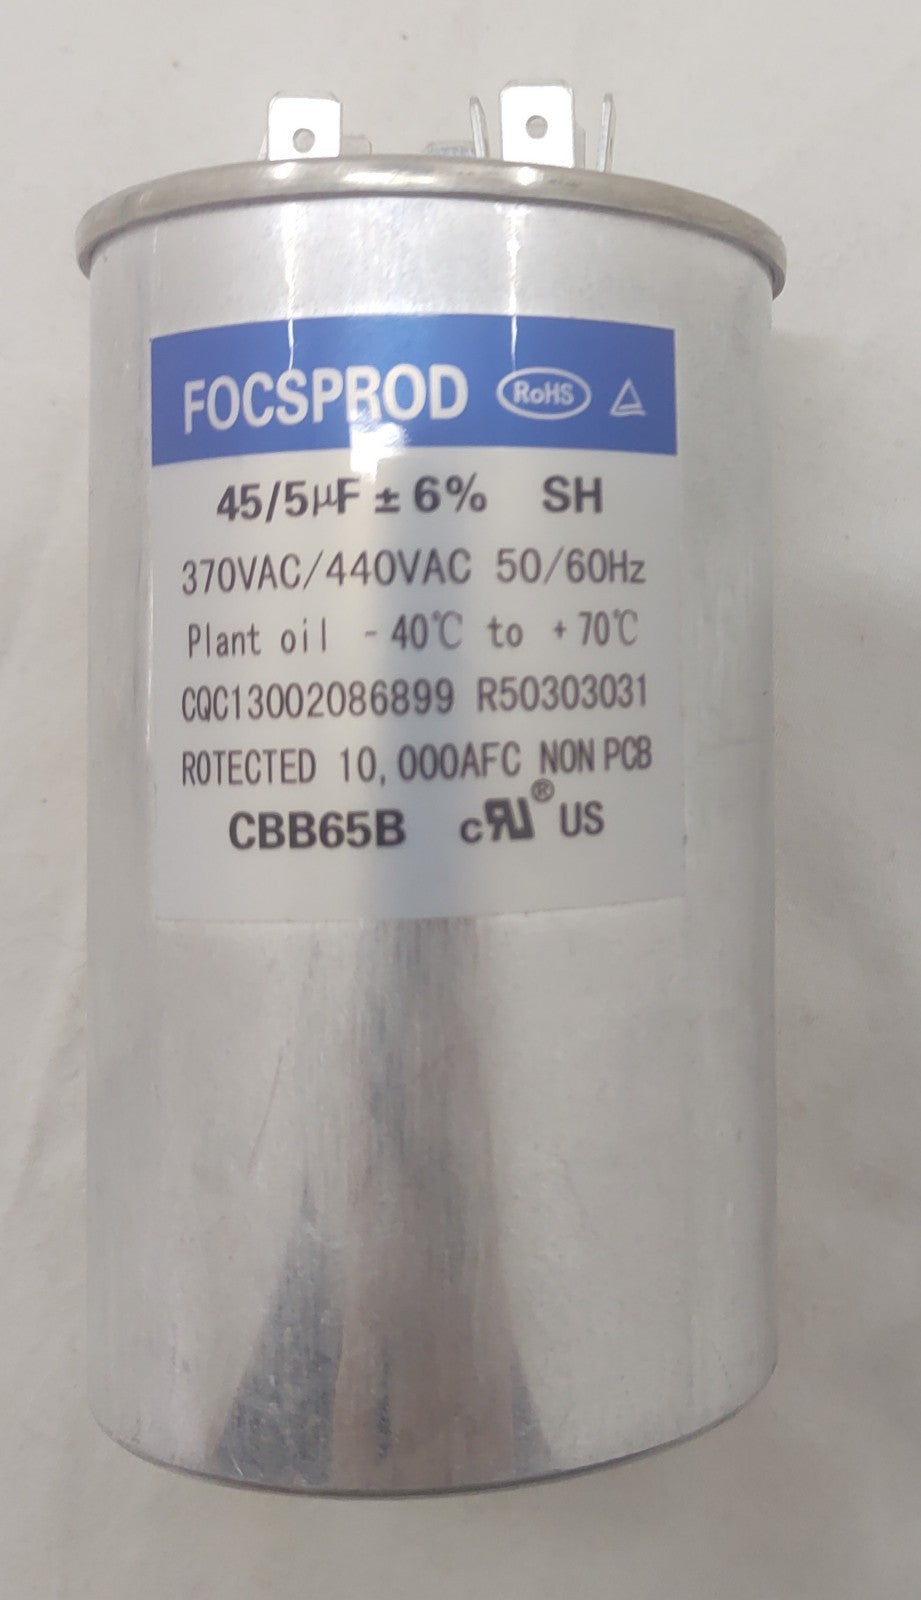 FOCSPROD RoHS
45/5μF ± 6% SH
370VAC/440VAC 50/60Hz
Plant oil - 40℃ to + 70℃
CQC13002086899 R50303031
ROTECTED 10,000AFC NON PCB
CBB65B cRU® US